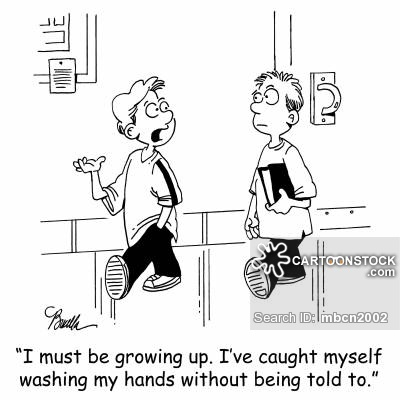 CARTOONSTOCK
.com
Search ID: mbcn2002
"I must be growing up. I've caught myself
washing my hands without being told to."